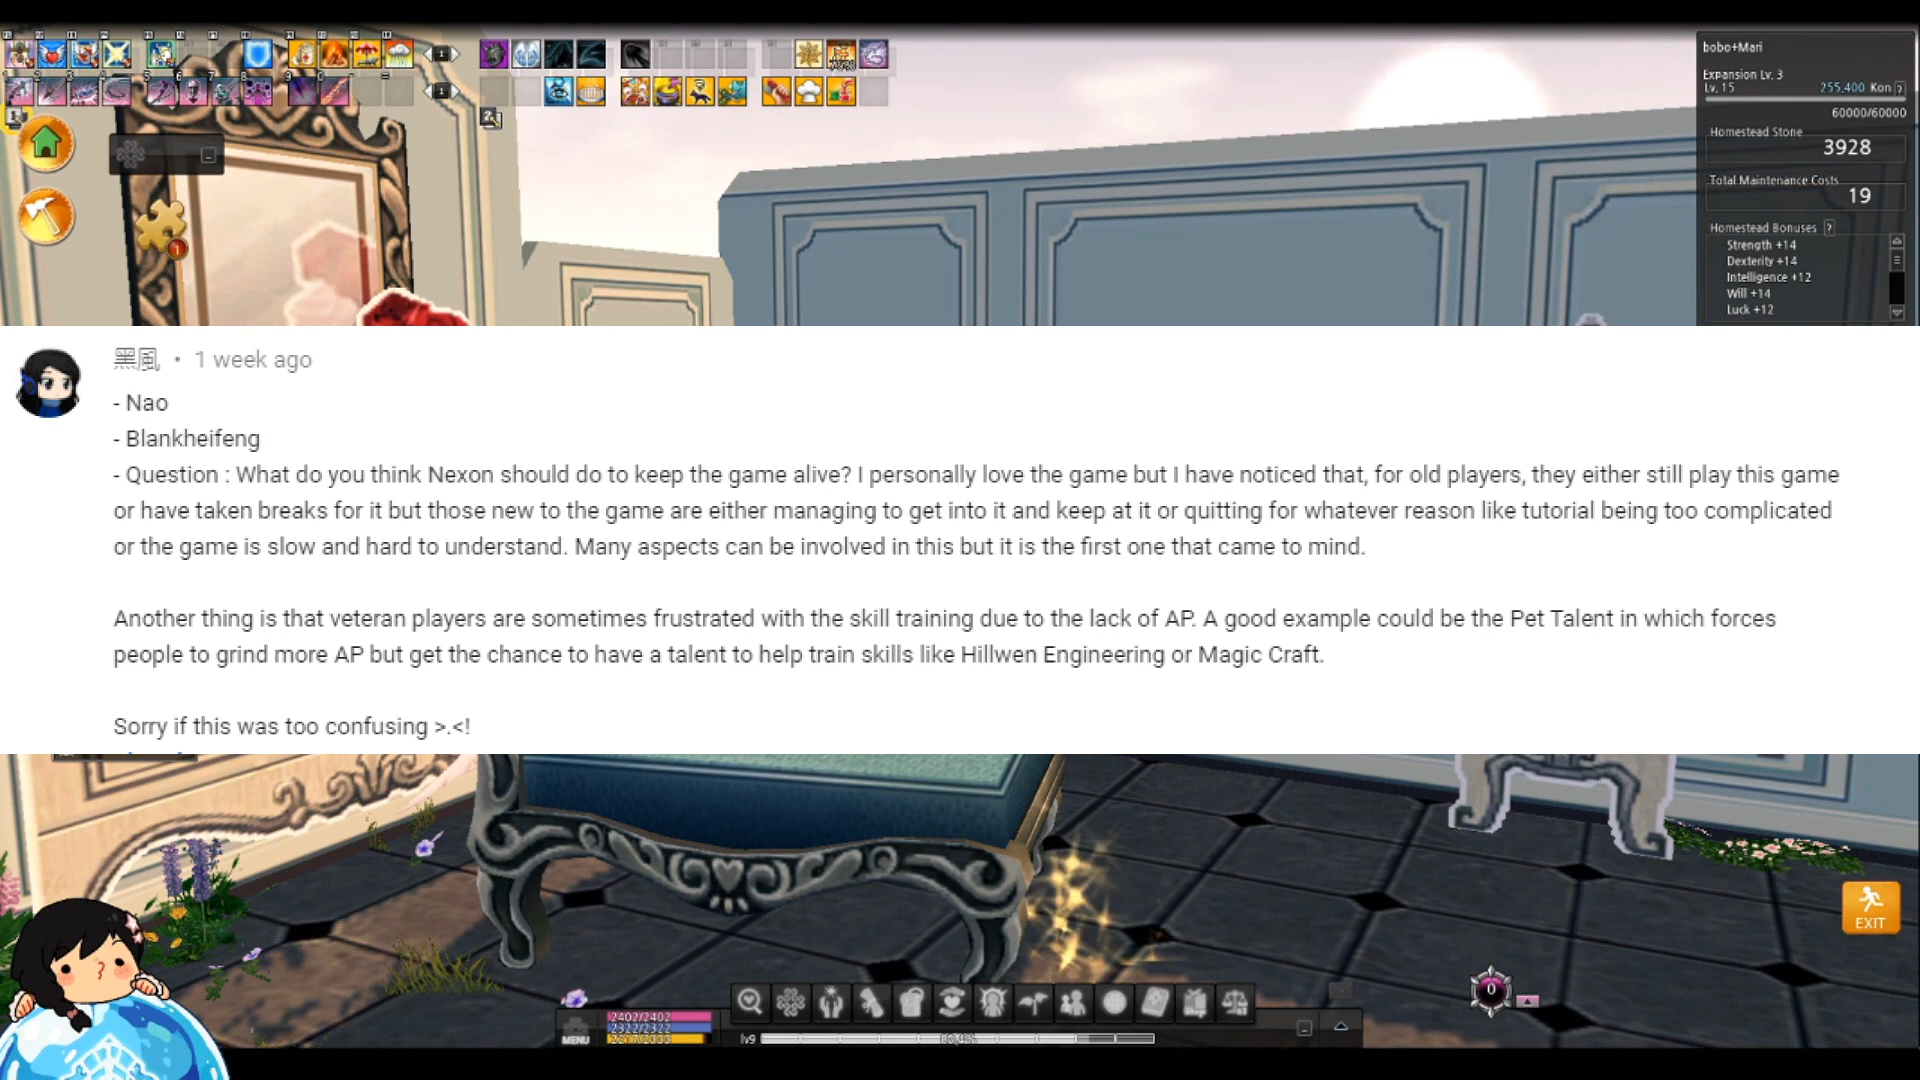 bobo+Mari
Expansion Lv. 3
Lv. 15 255,400 Kon ?
60000/60000
Homestead Stone
3928
Total Maintenance Costs
19
Homestead Bonuses ?
Strength +14
Dexterity +14
Intelligence +12
Will +14
Luck +12
黑風 • 1 week ago
- Nao
- Blankheifeng
- Question : What do you think Nexon should do to keep the game alive? I personally love the game but I have noticed that, for old players, they either still play this game
or have taken breaks for it but those new to the game are either managing to get into it and keep at it or quitting for whatever reason like tutorial being too complicated
or the game is slow and hard to understand. Many aspects can be involved in this but it is the first one that came to mind.
Another thing is that veteran players are sometimes frustrated with the skill training due to the lack of AP. A good example could be the Pet Talent in which forces
people to grind more AP but get the chance to have a talent to help train skills like Hillwen Engineering or Magic Craft.
Sorry if this was too confusing >.<!
EXIT
0
2402/2402
2322/2322
MENU
lv9